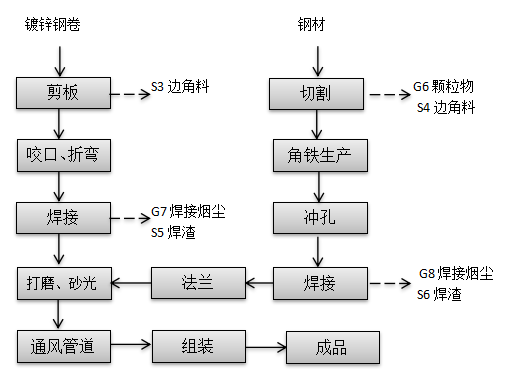 镀锌钢卷
钢材
剪板
S3 边角料
切割
G6 颗粒物
S4 边角料
咬口、折弯
角铁生产
焊接
G7 焊接烟尘
S5 焊渣
冲孔
打磨、砂光
法兰
焊接
G8 焊接烟尘
S6 焊渣
通风管道
组装
成品